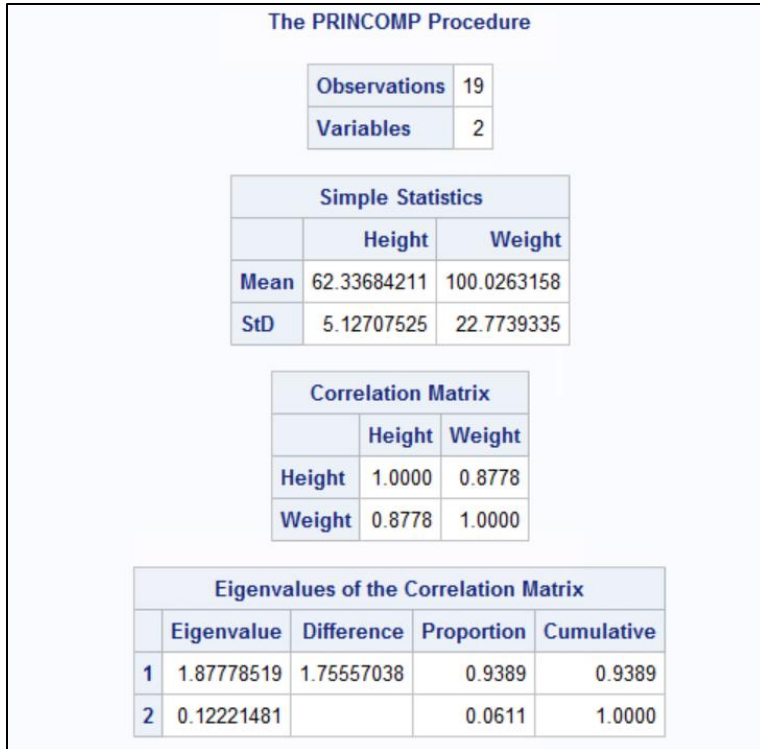 The PRINCOMP Procedure
Observations 19
Variables 2
Simple Statistics
Height Weight
Mean 62.33684211 100.0263158
StD 5.12707525 22.7739335
Correlation Matrix
Height Weight
Height 1.0000 0.8778
Weight 0.8778 1.0000
Eigenvalues of the Correlation Matrix
Eigenvalue Difference Proportion Cumulative
1 1.87778519 1.75557038 0.9389 0.9389
2 0.12221481 0.0611 1.0000